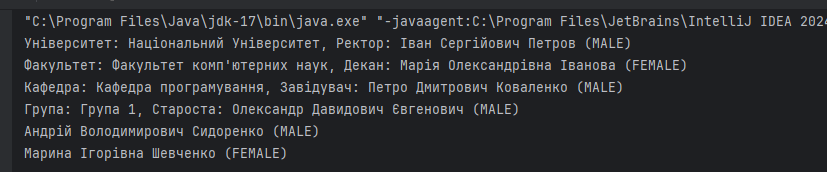 "C:\Program Files\Java\jdk-17\bin\java.exe" "-javaagent:C:\Program Files\JetBrains\IntelliJ IDEA 2024
Університет: Національний Університет, Ректор: Іван Сергійович Петров (MALE)
Факультет: Факультет комп'ютерних наук, Декан: Марія Олександрівна Іванова (FEMALE)
Кафедра: Кафедра програмування, Завідувач: Петро Дмитрович Коваленко (MALE)
Група: Група 1, Староста: Олександр Давидович Євгенович (MALE)
Андрій Володимирович Сидоренко (MALE)
Марина Ігорівна Шевченко (FEMALE)